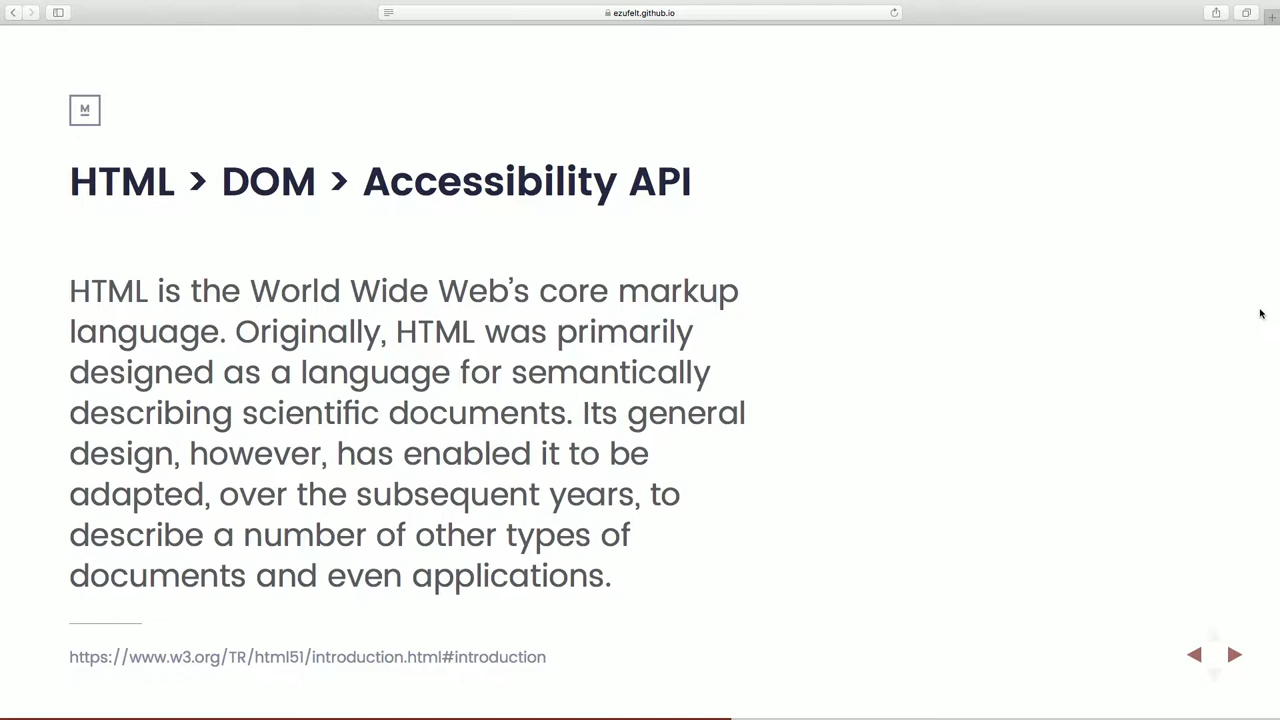 ezufelt.github.io
M
HTML > DOM > Accessibility API
HTML is the World Wide Web’s core markup
language. Originally, HTML was primarily
designed as a language for semantically
describing scientific documents. Its general
design, however, has enabled it to be
adapted, over the subsequent years, to
describe a number of other types of
documents and even applications.
https://www.w3.org/TR/html51/introduction.html#introduction